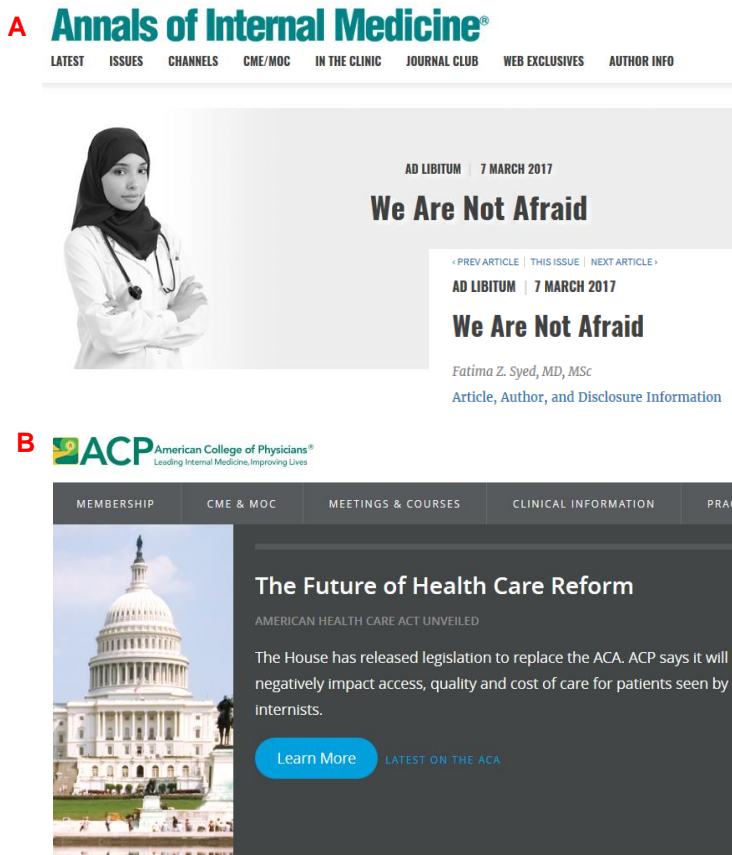 A
Annals of Internal Medicine®
LATEST ISSUES CHANNELS CME/MOC IN THE CLINIC JOURNAL CLUB WEB EXCLUSIVES AUTHOR INFO
AD LIBITUM | 7 MARCH 2017
We Are Not Afraid
‹ PREV ARTICLE | THIS ISSUE | NEXT ARTICLE ›
AD LIBITUM | 7 MARCH 2017
We Are Not Afraid
Fatima Z. Syed, MD, MSc
Article, Author, and Disclosure Information
B
ACP American College of Physicians®
Leading Internal Medicine, Improving Lives
MEMBERSHIP CME & MOC MEETINGS & COURSES CLINICAL INFORMATION PRAC
The Future of Health Care Reform
AMERICAN HEALTH CARE ACT UNVEILED
The House has released legislation to replace the ACA. ACP says it will
negatively impact access, quality and cost of care for patients seen by
internists.
Learn More LATEST ON THE ACA